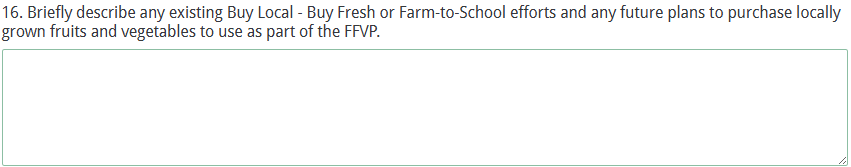 16. Briefly describe any existing Buy Local - Buy Fresh or Farm-to-School efforts and any future plans to purchase locally
grown fruits and vegetables to use as part of the FFVP.